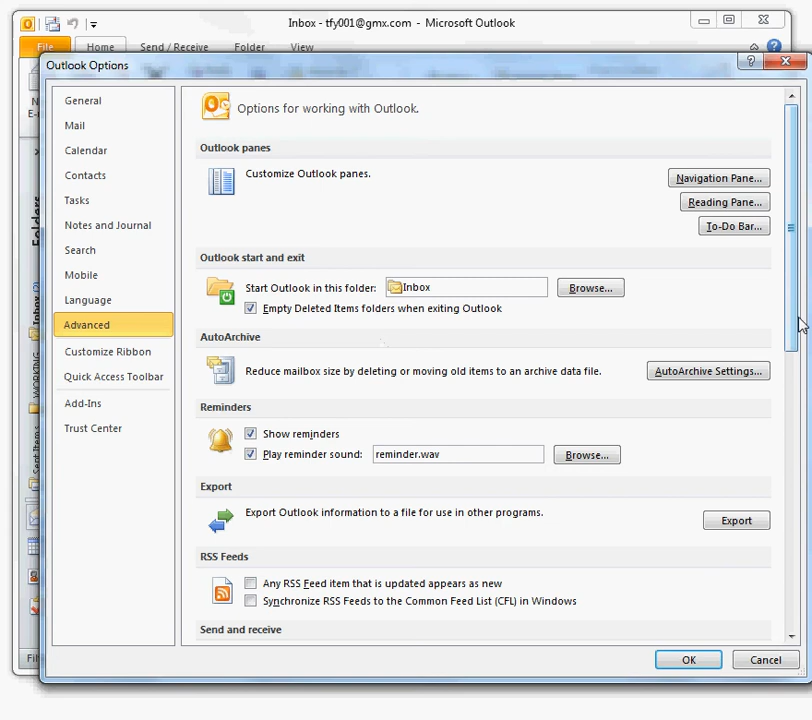 Inbox - tfy001@gmx.com - Microsoft Outlook
File Home Send / Receive Folder View
Outlook Options
General
Mail
Calendar
Contacts
Tasks
Notes and Journal
Search
Mobile
Language
Advanced
Customize Ribbon
Quick Access Toolbar
Add-Ins
Trust Center
Options for working with Outlook.
Outlook panes
Customize Outlook panes.
Navigation Pane...
Reading Pane...
To-Do Bar...
Outlook start and exit
Start Outlook in this folder: Inbox Browse...
Empty Deleted Items folders when exiting Outlook
AutoArchive
Reduce mailbox size by deleting or moving old items to an archive data file. AutoArchive Settings...
Reminders
Show reminders
Play reminder sound: reminder.wav Browse...
Export
Export Outlook information to a file for use in other programs.
Export
RSS Feeds
Any RSS Feed item that is updated appears as new
Synchronize RSS Feeds to the Common Feed List (CFL) in Windows
Send and receive
OK Cancel
Folders
Inbox
WORKING
Sent Items